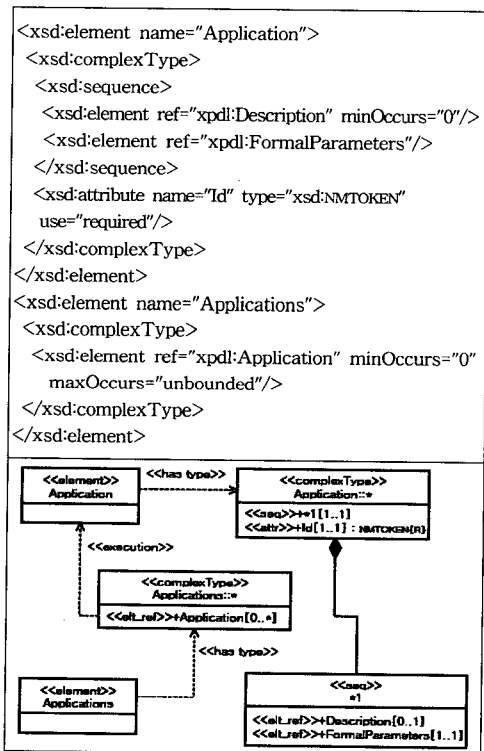 <xsd:element name="Application">
<xsd:complexType>
<xsd:sequence>
<xsd:element ref="xpdl:Description" minOccurs="0"/>
<xsd:element ref="xpdl:FormalParameters"/>
</xsd:sequence>
<xsd:attribute name="Id" type="xsd:NMTOKEN"
use="required"/>
</xsd:complexType>
</xsd:element>
<xsd:element name="Applications">
<xsd:complexType>
<xsd:element ref="xpdl:Application" minOccurs="0"
maxOccurs="unbounded"/>
</xsd:complexType>
</xsd:element>
<<element>>
Application
<<has type>>
<<complexType>>
Application::*
<<seq>>+*1[1..1]
<<attr>>+Id[1..1] : NMTOKEN{R}
<<execution>>
<<complexType>>
Applications::*
<<elt_ref>>+Application[0..*]
<<has type>>
<<element>>
Applications
<<seq>>
*1
<<elt_ref>>+Description[0..1]
<<elt_ref>>+FormalParameters[1..1]